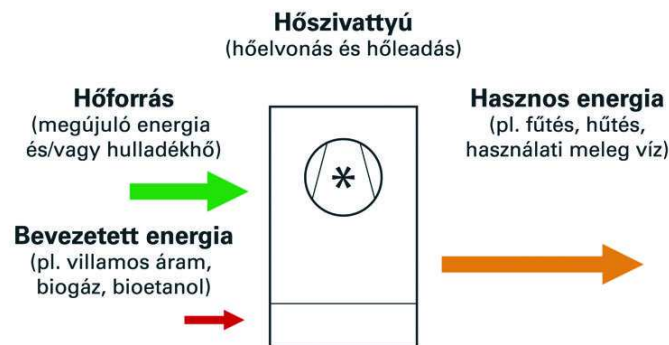 Hőszivattyú
(hőelvonás és hőleadás)
Hőforrás
(megújuló energia
és/vagy hulladékhő)
Hasznos energia
(pl. fűtés, hűtés,
használati meleg víz)
Bevezetett energia
(pl. villamos áram,
biogáz, bioetanol)